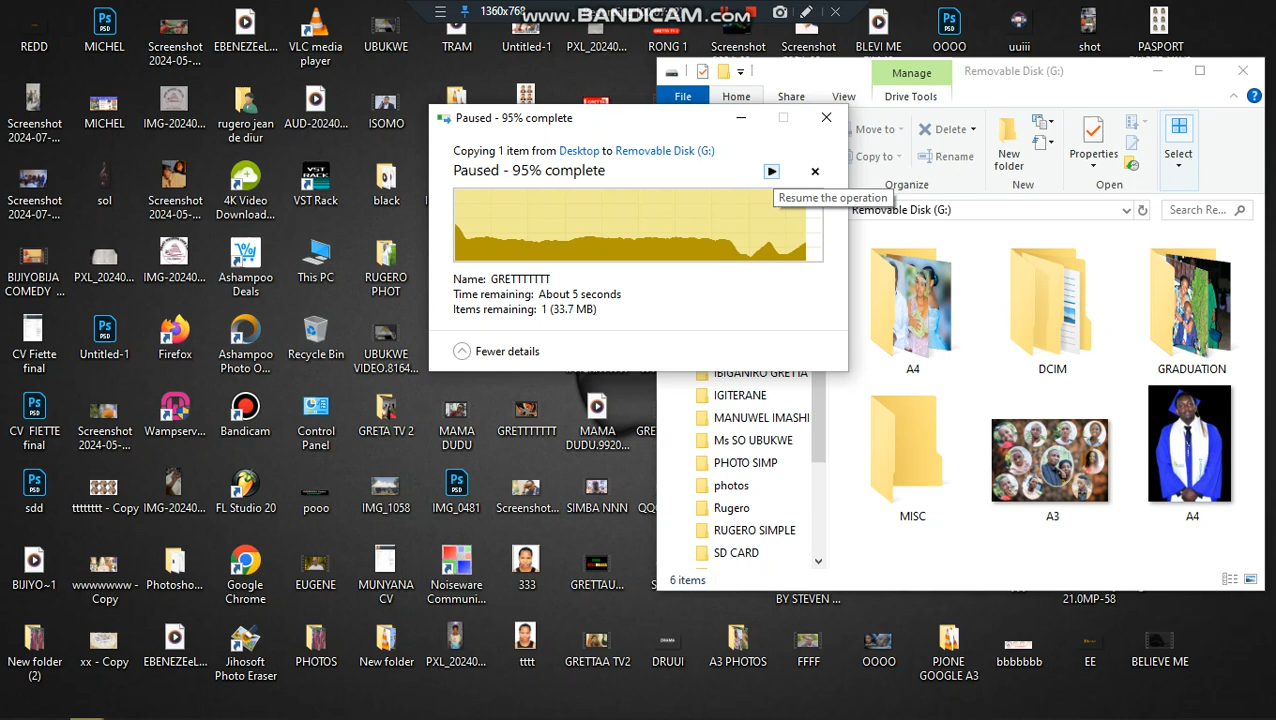 1360x768
www.BANDICAM.com
REDD
MICHEL
Screenshot
2024-05-...
EBENEZEeL...
VLC media
player
UBUKWE
TRAM
Untitled-1
PXL_20240...
RONG 1
Screenshot
Screenshot
BLEVI ME
OOOO
uuiii
shot
PASPORT
Screenshot
2024-07-...
MICHEL
IMG-20240...
rugero jean
de diur
AUD-20240...
ISOMO
Screenshot
2024-07-...
sol
Screenshot
2024-05-...
4K Video
Download...
VST Rack
black
BIJIYOBIJA
COMEDY ...
PXL_20240...
IMG-20240...
Ashampoo
Deals
This PC
RUGERO
PHOT
CV Fiette
final
Untitled-1
Firefox
Ashampoo
Photo O...
Recycle Bin
UBUKWE
VIDEO.8164...
CV FIETTE
final
Screenshot
2024-05-...
Wampserv...
Bandicam
Control
Panel
GRETA TV 2
MAMA
DUDU
GRETTTTTTT
MAMA
DUDU.9920...
sdd
tttttttt - Copy
IMG-20240...
FL Studio 20
pooo
IMG_1058
IMG_0481
Screenshot...
SIMBA NNN
BIJIYO~1
wwwwwww -
Copy
Photosho...
Google
Chrome
EUGENE
MUNYANA
CV
Noiseware
Communi...
333
GRETTAU...
BY STEVEN ...
21.0MP-58
New folder
(2)
xx - Copy
EBENEZEeL...
Jihosoft
Photo Eraser
PHOTOS
New folder
PXL_20240...
tttt
GRETTAA TV2
DRUUI
A3 PHOTOS
FFFF
OOOO
PJONE
GOOGLE A3
bbbbbbb
EE
BELIEVE ME
Paused - 95% complete
Copying 1 item from Desktop to Removable Disk (G:)
Paused - 95% complete
Resume the operation
Name: GRETTTTTTT
Time remaining: About 5 seconds
Items remaining: 1 (33.7 MB)
Fewer details
Manage
Removable Disk (G:)
File
Home
Share
View
Drive Tools
Move to
Delete
Copy to
Rename
New
folder
Properties
Select
Organize
New
Open
Removable Disk (G:)
Search Re...
IBIGANIRO GRETTA
IGITERANE
MANUWEL IMASHI
Ms SO UBUKWE
PHOTO SIMP
photos
Rugero
RUGERO SIMPLE
SD CARD
A4
DCIM
GRADUATION
MISC
A3
A4
6 items